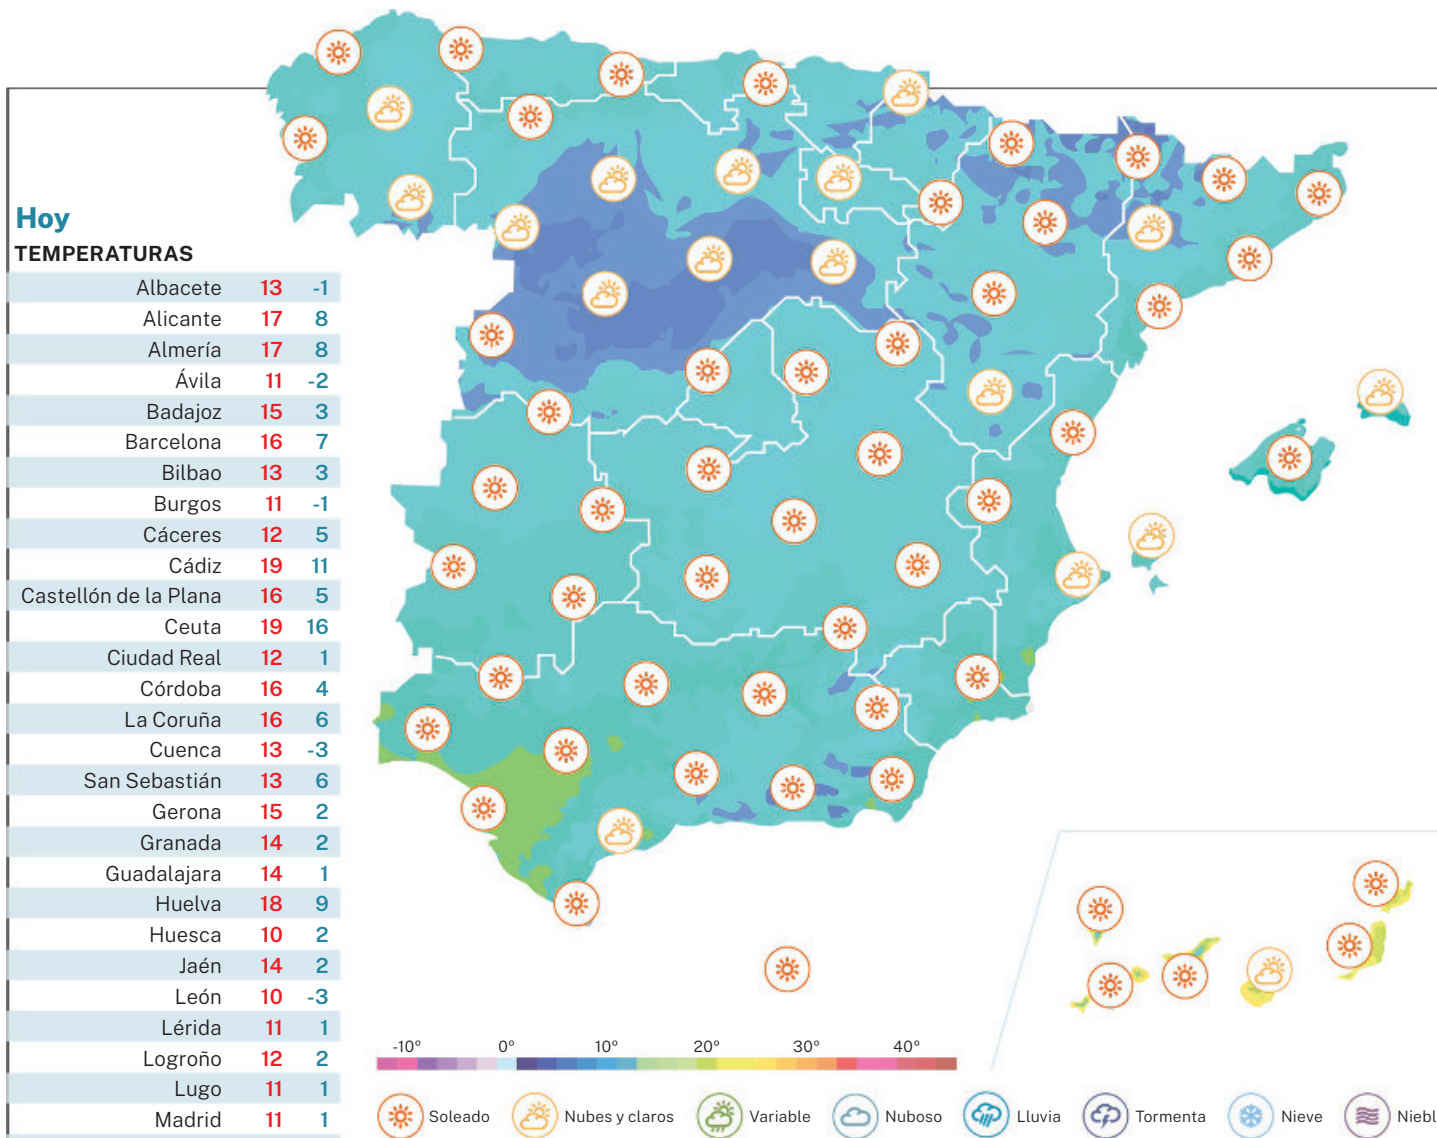 Hoy
TEMPERATURAS
Albacete 13 -1
Alicante 17 8
Almería 17 8
Ávila 11 -2
Badajoz 15 3
Barcelona 16 7
Bilbao 13 3
Burgos 11 -1
Cáceres 12 5
Cádiz 19 11
Castellón de la Plana 16 5
Ceuta 19 16
Ciudad Real 12 1
Córdoba 16 4
La Coruña 16 6
Cuenca 13 -3
San Sebastián 13 6
Gerona 15 2
Granada 14 2
Guadalajara 14 1
Huelva 18 9
Huesca 10 2
Jaén 14 2
León 10 -3
Lérida 11 1
Logroño 12 2
Lugo 11 1
Madrid 11 1
-10° 0° 10° 20° 30° 40°
Soleado Nubes y claros Variable Nuboso Lluvia Tormenta Nieve Niebl